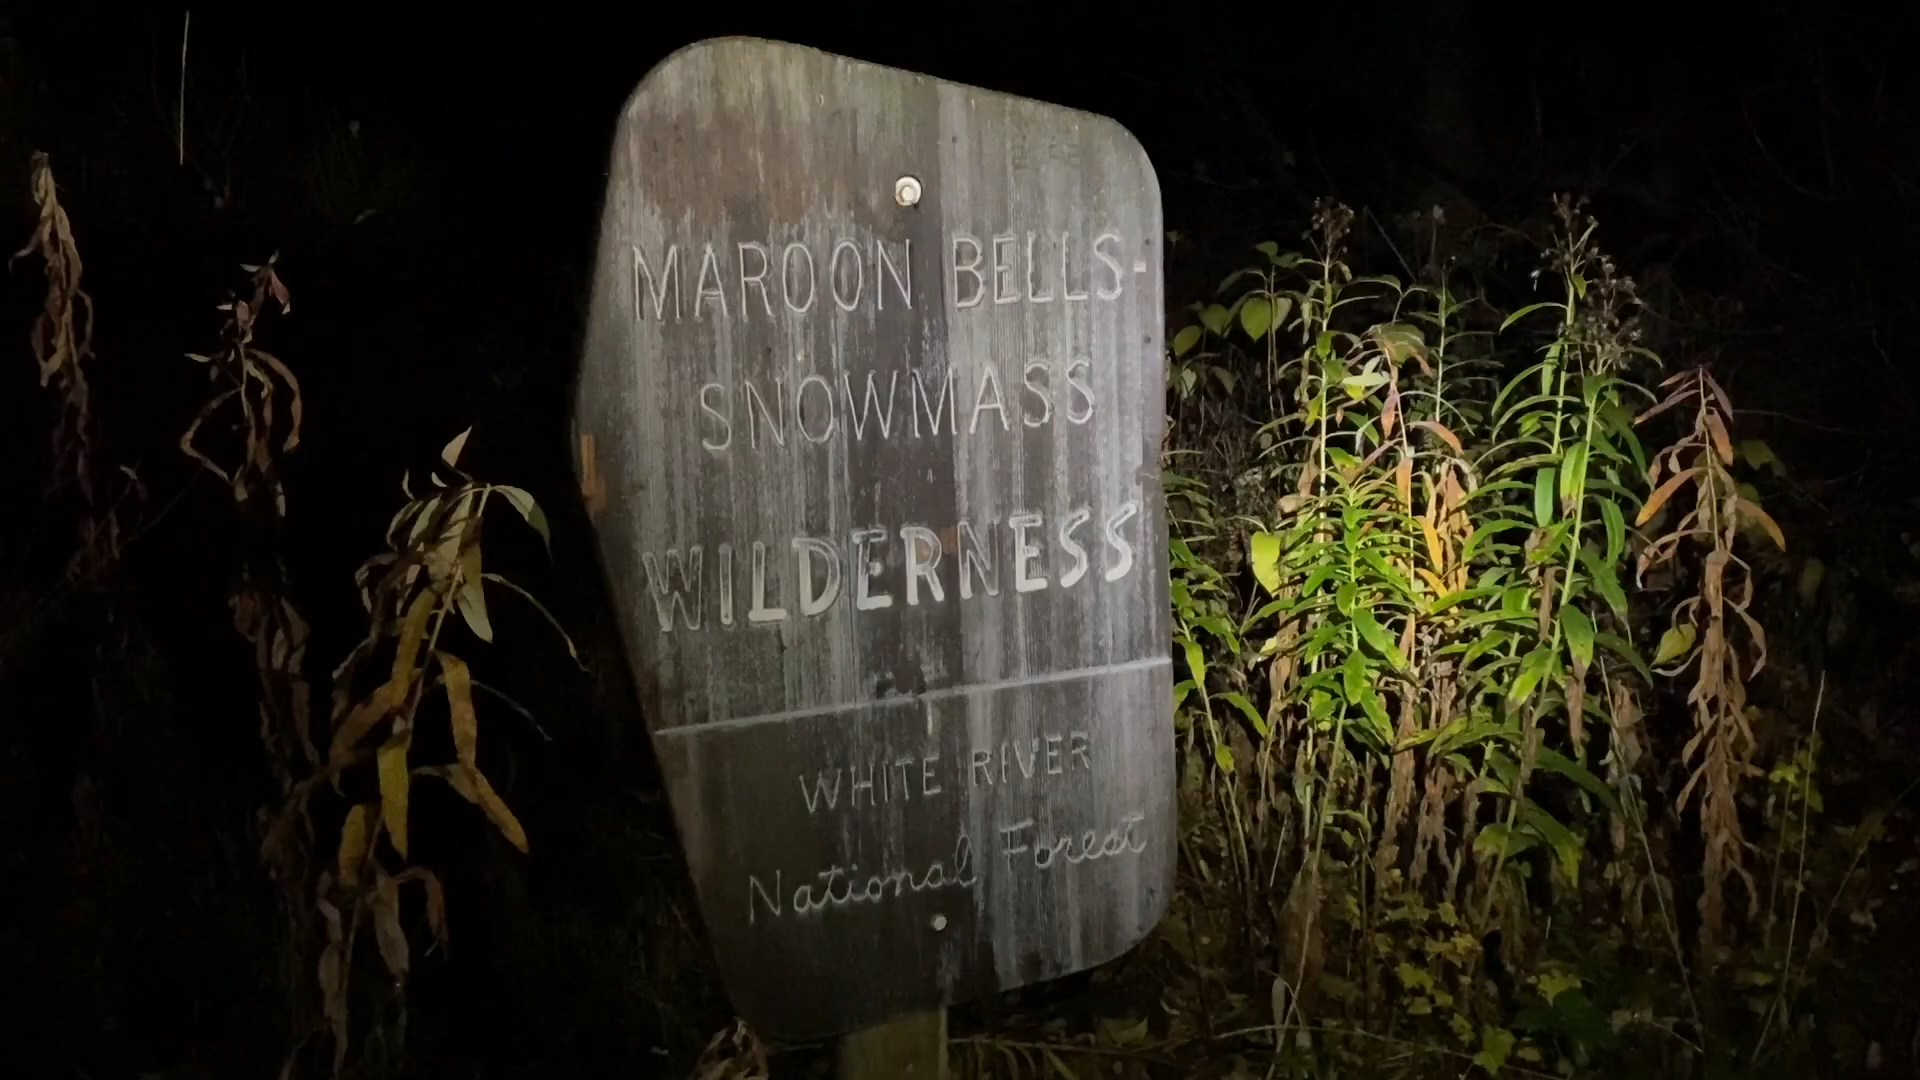 MAROON BELLS-
SNOWMASS
WILDERNESS
WHITE RIVER
National Forest